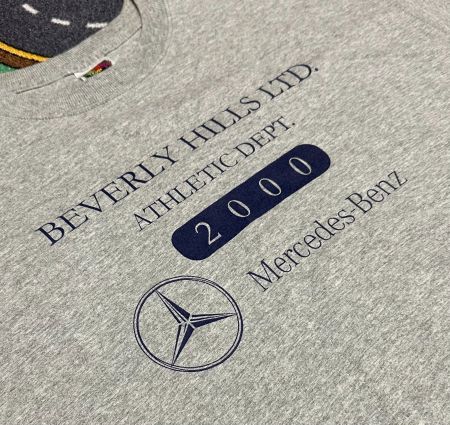 BEVERLY HILLS LTD.
ATHLETIC DEPT.
2000
Mercedes-Benz